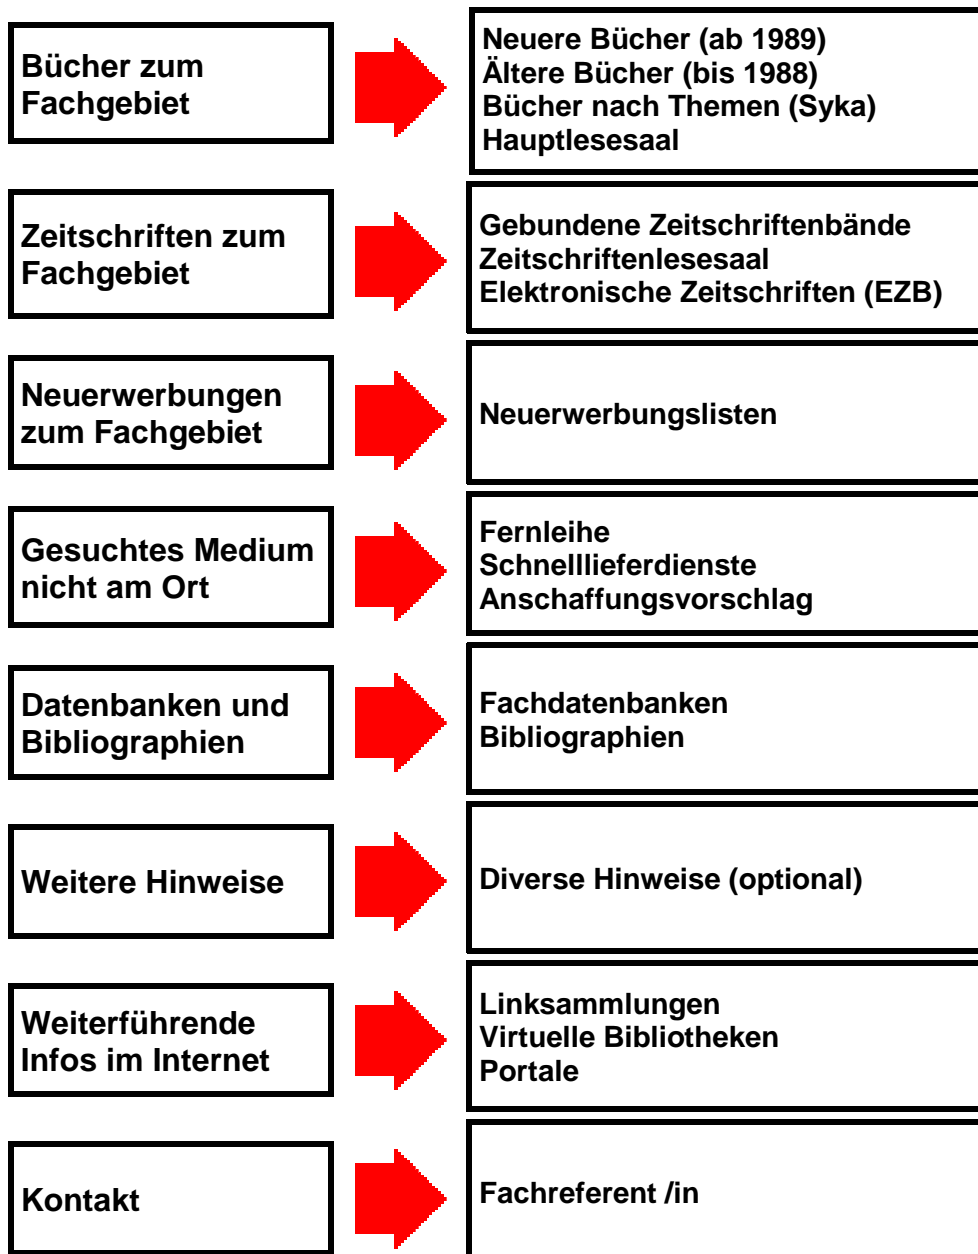 Bücher zum
Fachgebiet
Neuere Bücher (ab 1989)
Ältere Bücher (bis 1988)
Bücher nach Themen (Syka)
Hauptlesesaal
Zeitschriften zum
Fachgebiet
Gebundene Zeitschriftenbände
Zeitschriftenlesesaal
Elektronische Zeitschriften (EZB)
Neuerwerbungen
zum Fachgebiet
Neuerwerbungslisten
Gesuchtes Medium
nicht am Ort
Fernleihe
Schnelllieferdienste
Anschaffungsvorschlag
Datenbanken und
Bibliographien
Fachdatenbanken
Bibliographien
Weitere Hinweise
Diverse Hinweise (optional)
Weiterführende
Infos im Internet
Linksammlungen
Virtuelle Bibliotheken
Portale
Kontakt
Fachreferent /in